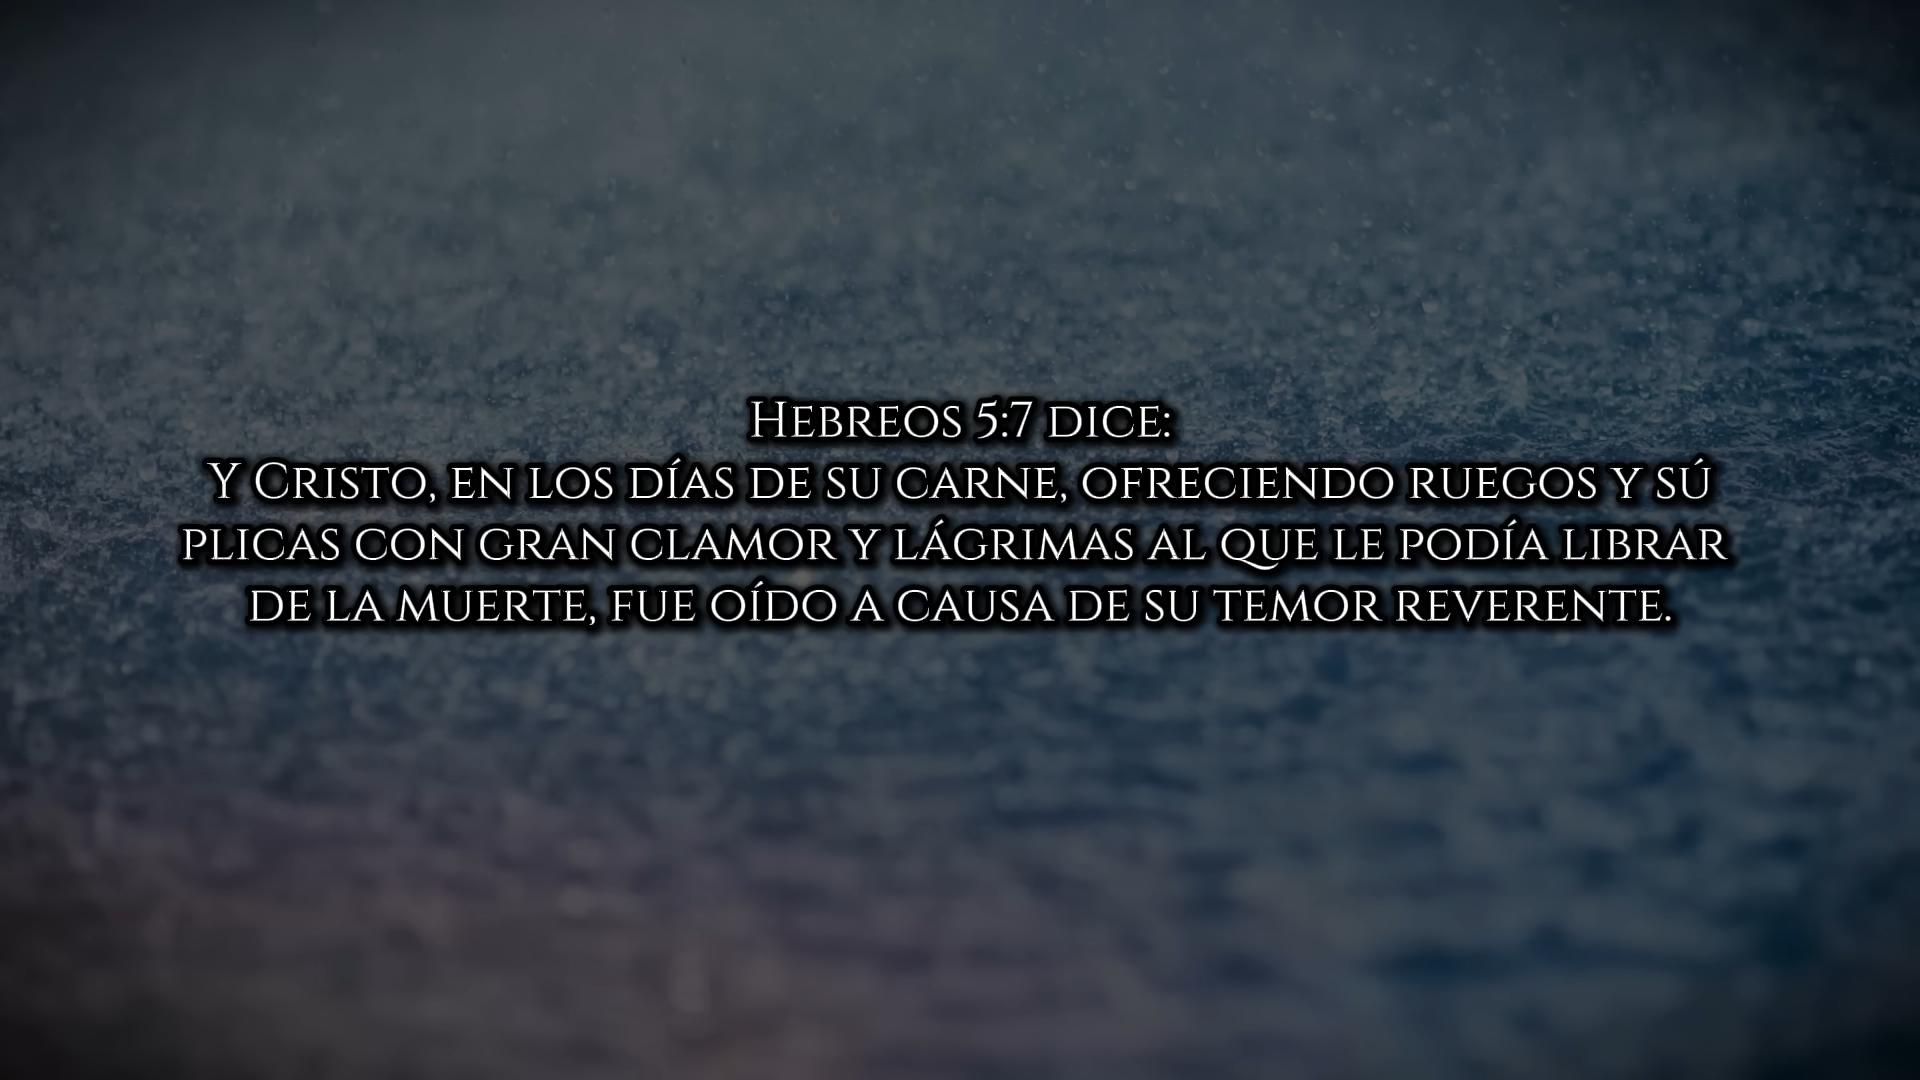 Hebreos 5:7 dice:
Y Cristo, en los días de su carne, ofreciendo ruegos y sú
plicas con gran clamor y lágrimas al que le podía librar
de la muerte, fue oído a causa de su temor reverente.